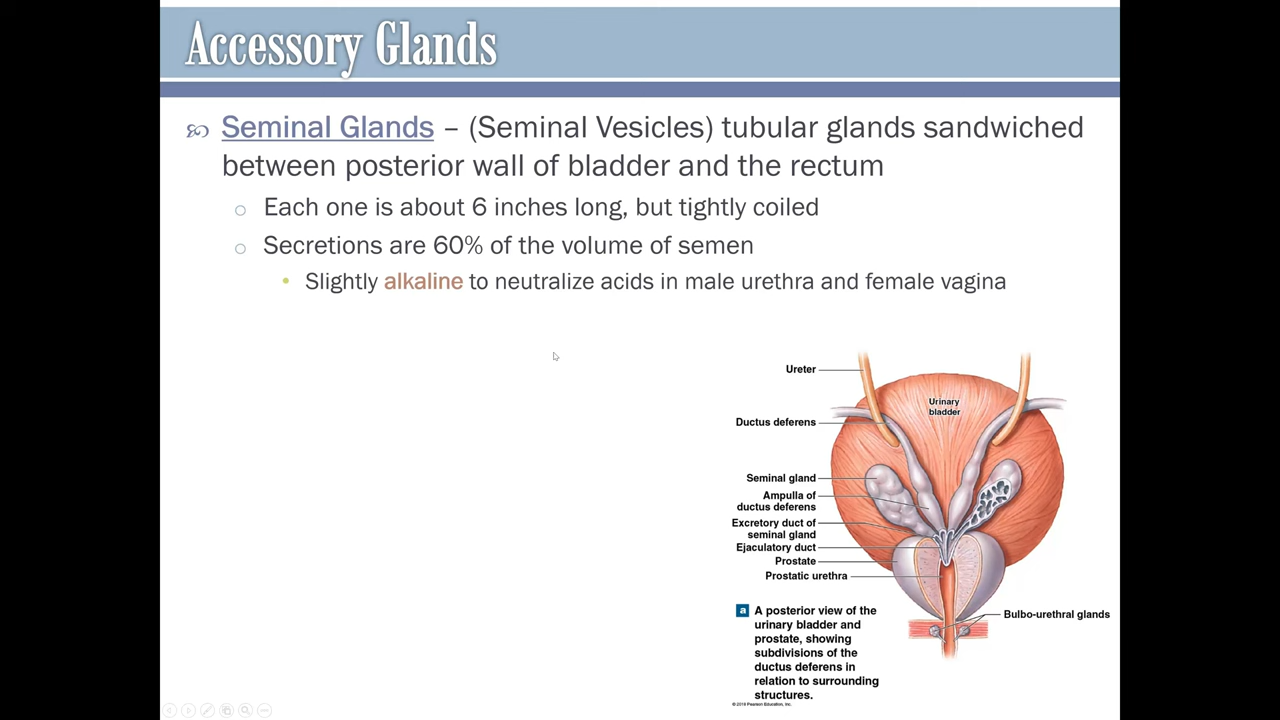 Accessory Glands
Seminal Glands – (Seminal Vesicles) tubular glands sandwiched
between posterior wall of bladder and the rectum
Each one is about 6 inches long, but tightly coiled
Secretions are 60% of the volume of semen
Slightly alkaline to neutralize acids in male urethra and female vagina
Ureter
Urinary
bladder
Ductus deferens
Seminal gland
Ampulla of
ductus deferens
Excretory duct of
seminal gland
Ejaculatory duct
Prostate
Prostatic urethra
Bulbo-urethral glands
a A posterior view of the
urinary bladder and
prostate, showing
subdivisions of the
ductus deferens in
relation to surrounding
structures.
© 2018 Pearson Education, Inc.